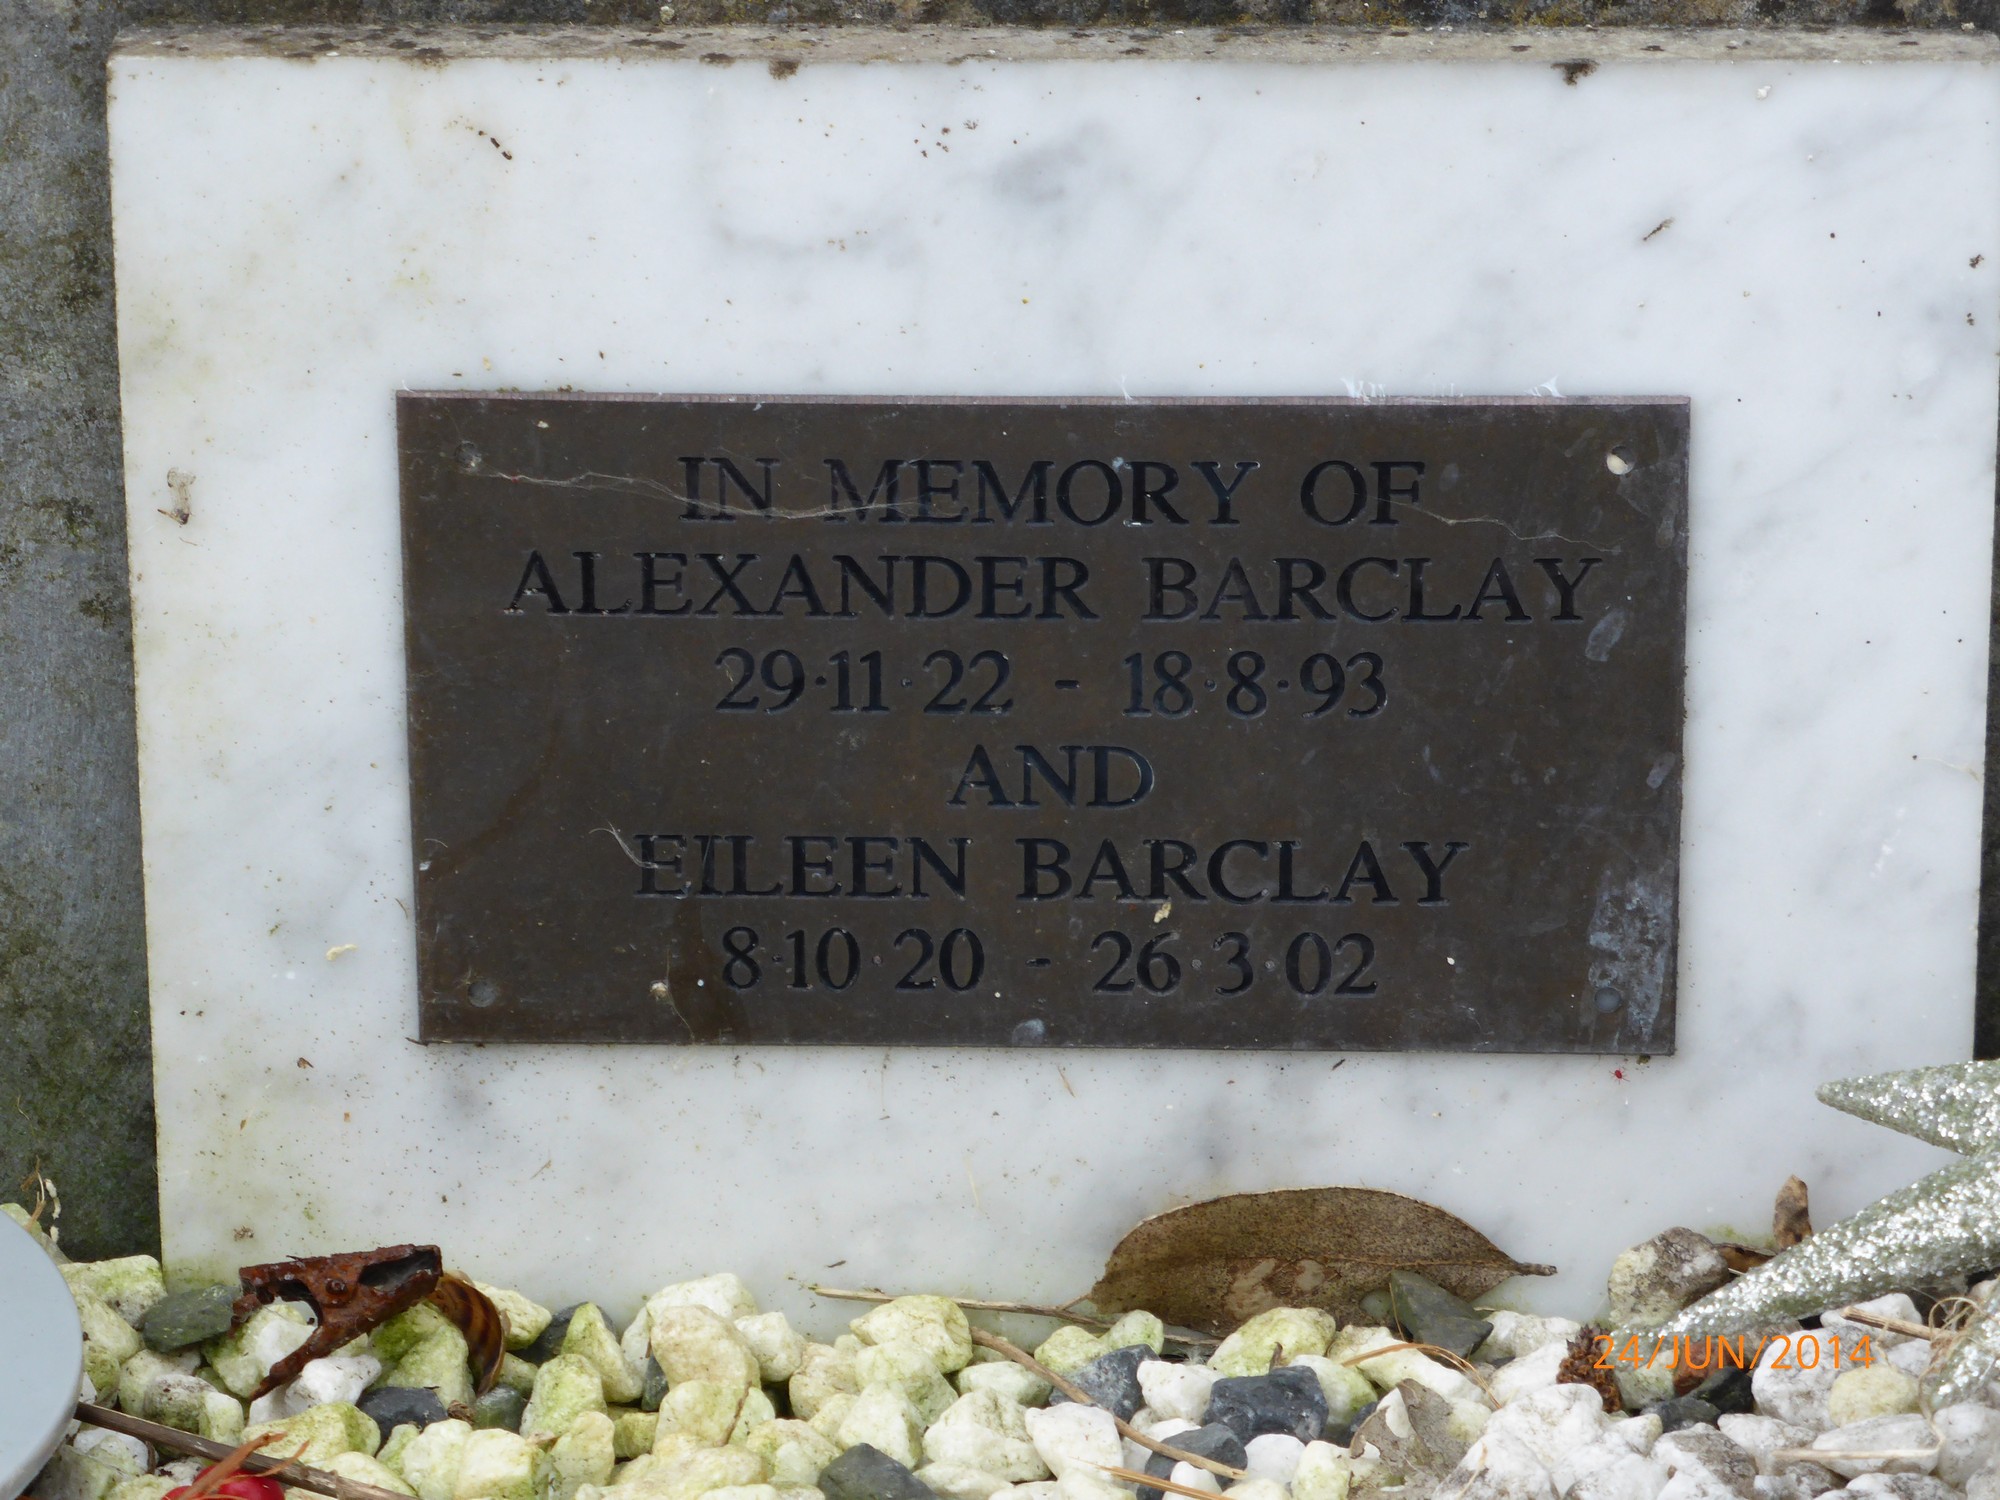 IN MEMORY OF
ALEXANDER BARCLAY
29·11·22 - 18·8·93
AND
EILEEN BARCLAY
8·10·20 - 26·3·02
24/JUN/2014